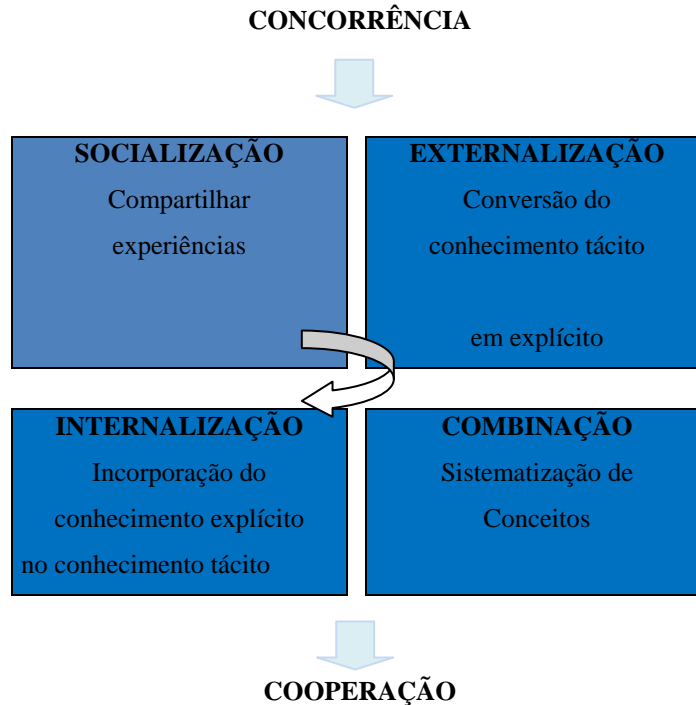 CONCORRÊNCIA
SOCIALIZAÇÃO
Compartilhar
experiências
EXTERNALIZAÇÃO
Conversão do
conhecimento tácito
em explícito
INTERNALIZAÇÃO
Incorporação do
conhecimento explícito
no conhecimento tácito
COMBINAÇÃO
Sistematização de
Conceitos
COOPERAÇÃO